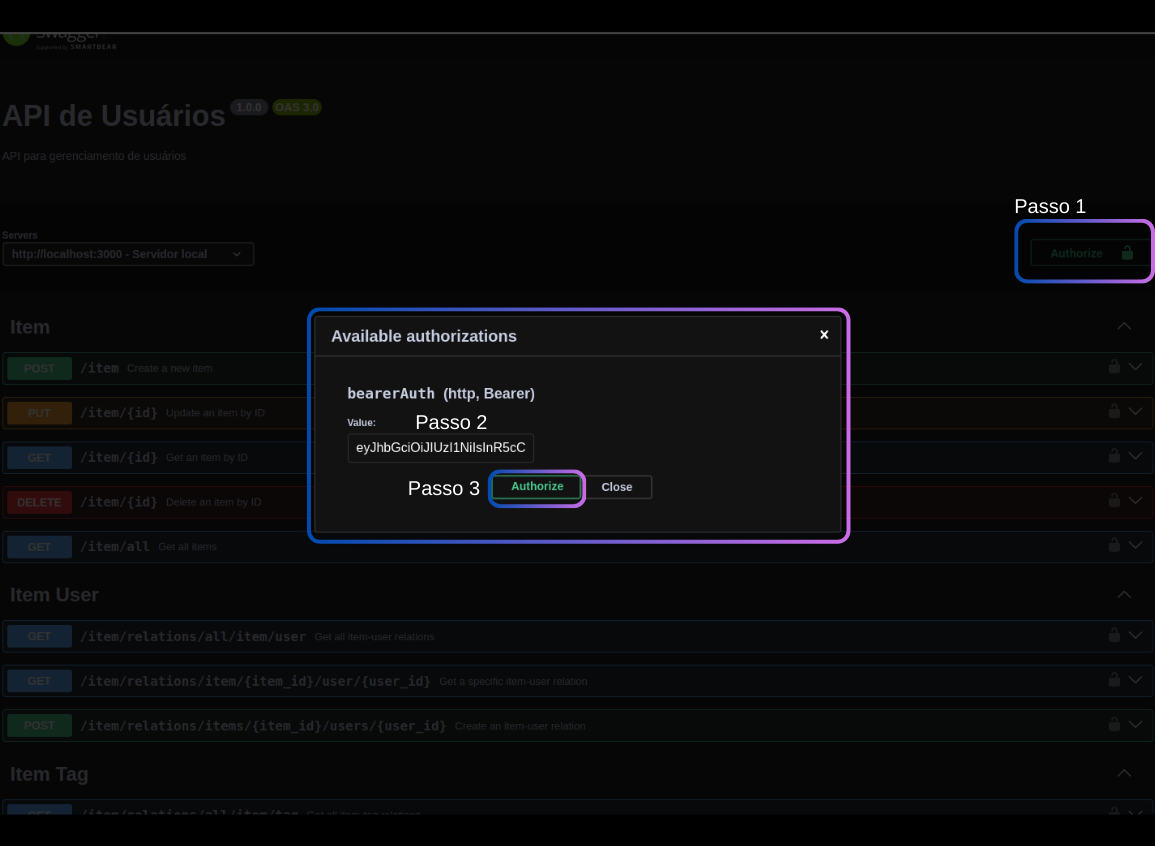 Swagger
Supported by SMARTBEAR
API de Usuários 1.0.0 OAS 3.0
API para gerenciamento de usuários
Passo 1
Servers
http://localhost:3000 - Servidor local
Authorize
Item
Available authorizations x
POST /item Create a new item
bearerAuth (http, Bearer)
PUT /item/{id} Update an item by ID
Value: Passo 2
eyJhbGciOiJIUzI1NiIsInR5cC
GET /item/{id} Get an item by ID
Passo 3 Authorize Close
DELETE /item/{id} Delete an item by ID
GET /item/all Get all items
Item User
GET /item/relations/all/item/user Get all item-user relations
GET /item/relations/item/{item_id}/user/{user_id} Get a specific item-user relation
POST /item/relations/items/{item_id}/users/{user_id} Create an item-user relation
Item Tag
GET /item/relations/all/item/tag Get all item-tag relations